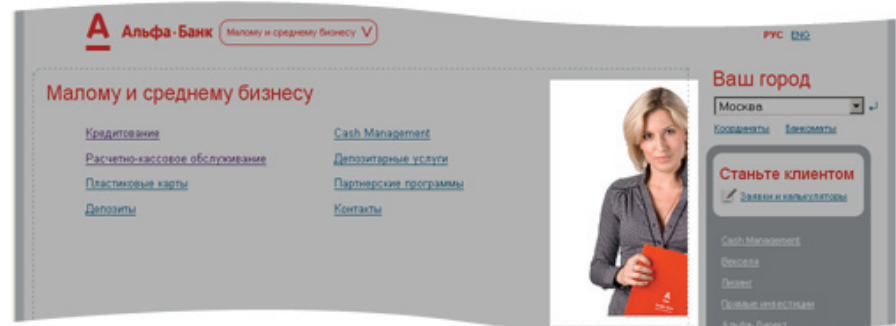 Альфа·Банк Малому и среднему бизнесу
РУС ENG
Малому и среднему бизнесу
Кредитование
Расчетно-кассовое обслуживание
Пластиковые карты
Депозиты
Cash Management
Депозитарные услуги
Партнерские программы
Контакты
Ваш город
Москва
Координаты Банкоматы
Станьте клиентом
Заявки и калькуляторы
Cash Management
Векселя
Лизинг
Прямые инвестиции
Альфа-Директ